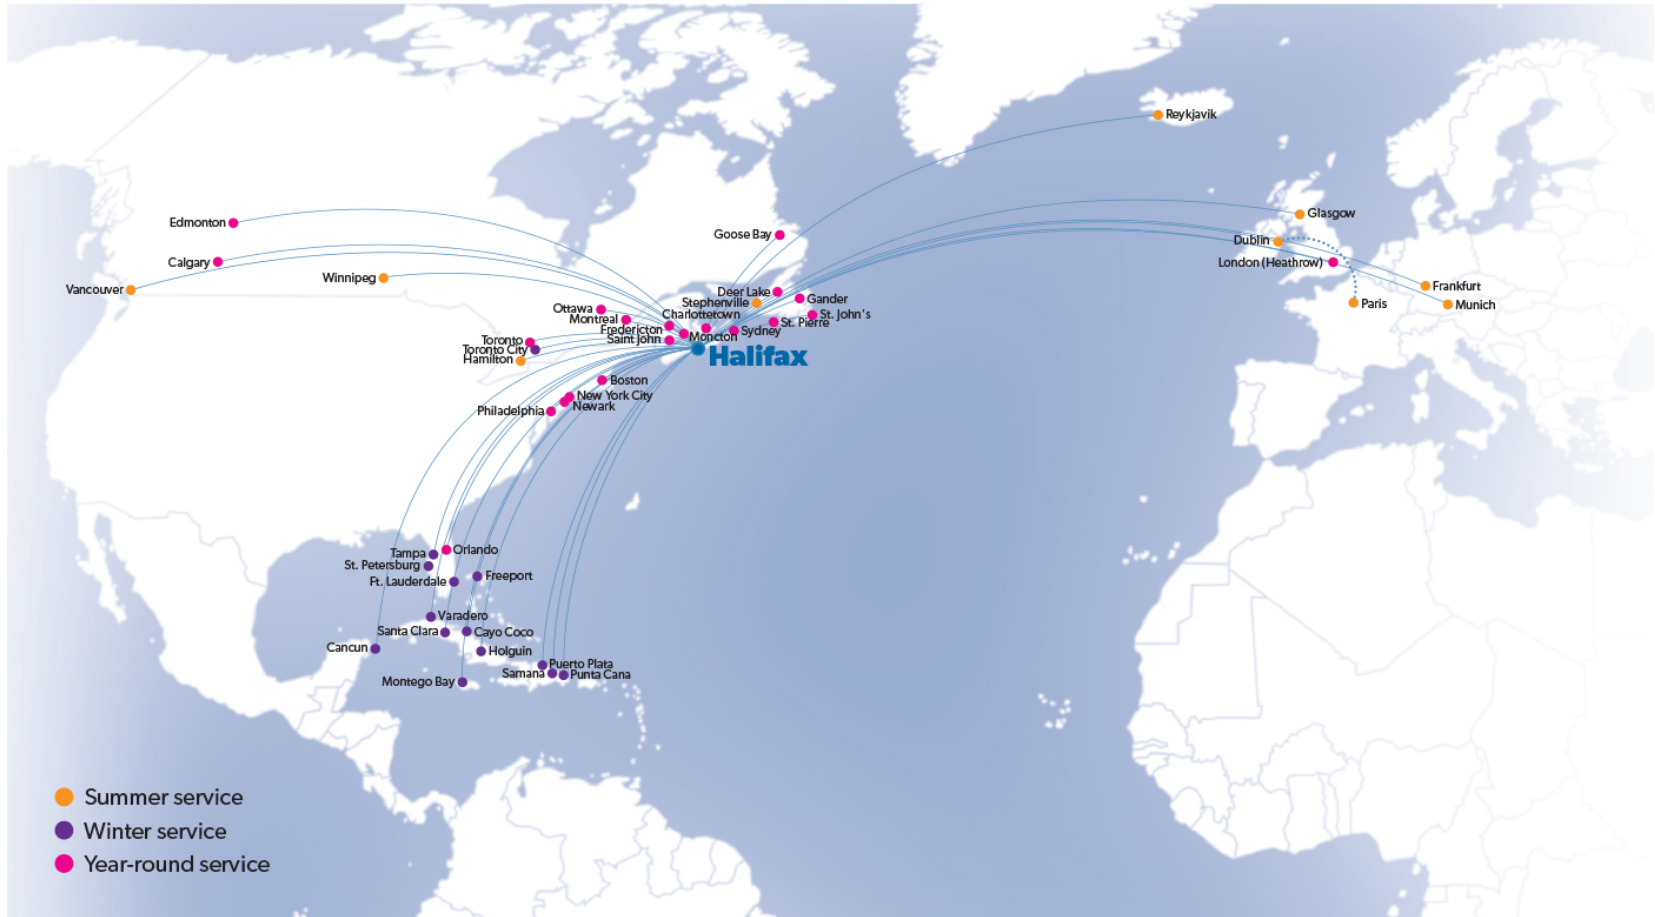 Reykjavik
Glasgow
Edmonton
Goose Bay
Dublin
Calgary
London (Heathrow)
Winnipeg
Vancouver
Frankfurt
Deer Lake
Gander
Stephenville
Paris
Munich
Ottawa
Charlottetown
St. John's
Montreal
St. Pierre
Fredericton
Sydney
Moncton
Saint John
Toronto
Toronto City
Halifax
Hamilton
Boston
New York City
Newark
Philadelphia
Orlando
Tampa
St. Petersburg
Freeport
Ft. Lauderdale
Varadero
Santa Clara
Cayo Coco
Cancun
Holguin
Puerto Plata
Samana
Punta Cana
Montego Bay
Summer service
Winter service
Year-round service